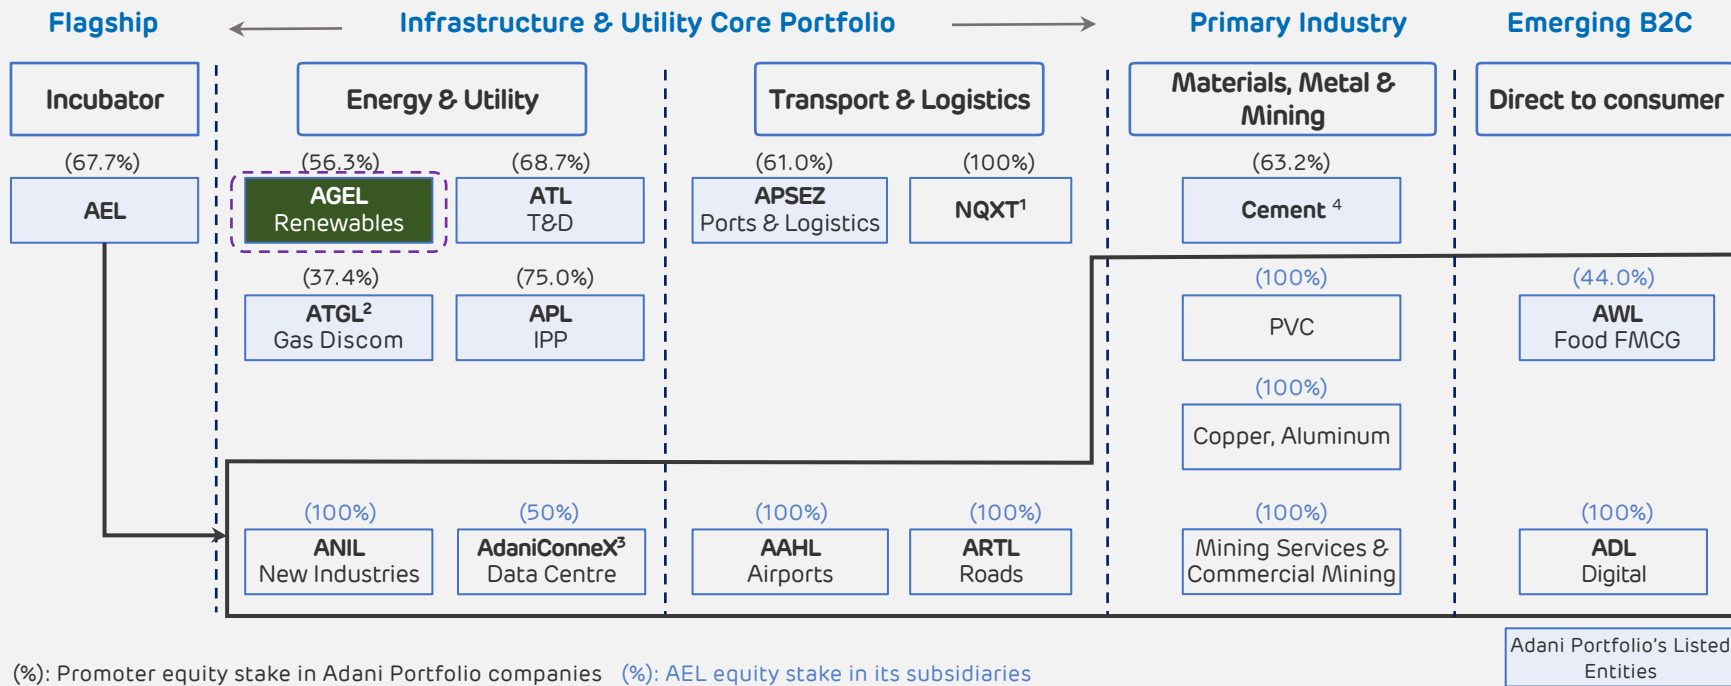 Flagship
Infrastructure & Utility Core Portfolio
Primary Industry
Emerging B2C
Incubator
Energy & Utility
Transport & Logistics
Materials, Metal &
Mining
Direct to consumer
(67.7%)
AEL
(56.3%)
AGEL
Renewables
(68.7%)
ATL
T&D
(61.0%)
APSEZ
Ports & Logistics
(100%)
NQXT¹
(63.2%)
Cement ⁴
(37.4%)
ATGL²
Gas Discom
(75.0%)
APL
IPP
(100%)
PVC
(44.0%)
AWL
Food FMCG
(100%)
Copper, Aluminum
(100%)
ANIL
New Industries
(50%)
AdaniConneX³
Data Centre
(100%)
AAHL
Airports
(100%)
ARTL
Roads
(100%)
Mining Services &
Commercial Mining
(100%)
ADL
Digital
(%): Promoter equity stake in Adani Portfolio companies
(%): AEL equity stake in its subsidiaries
Adani Portfolio's Listed
Entities